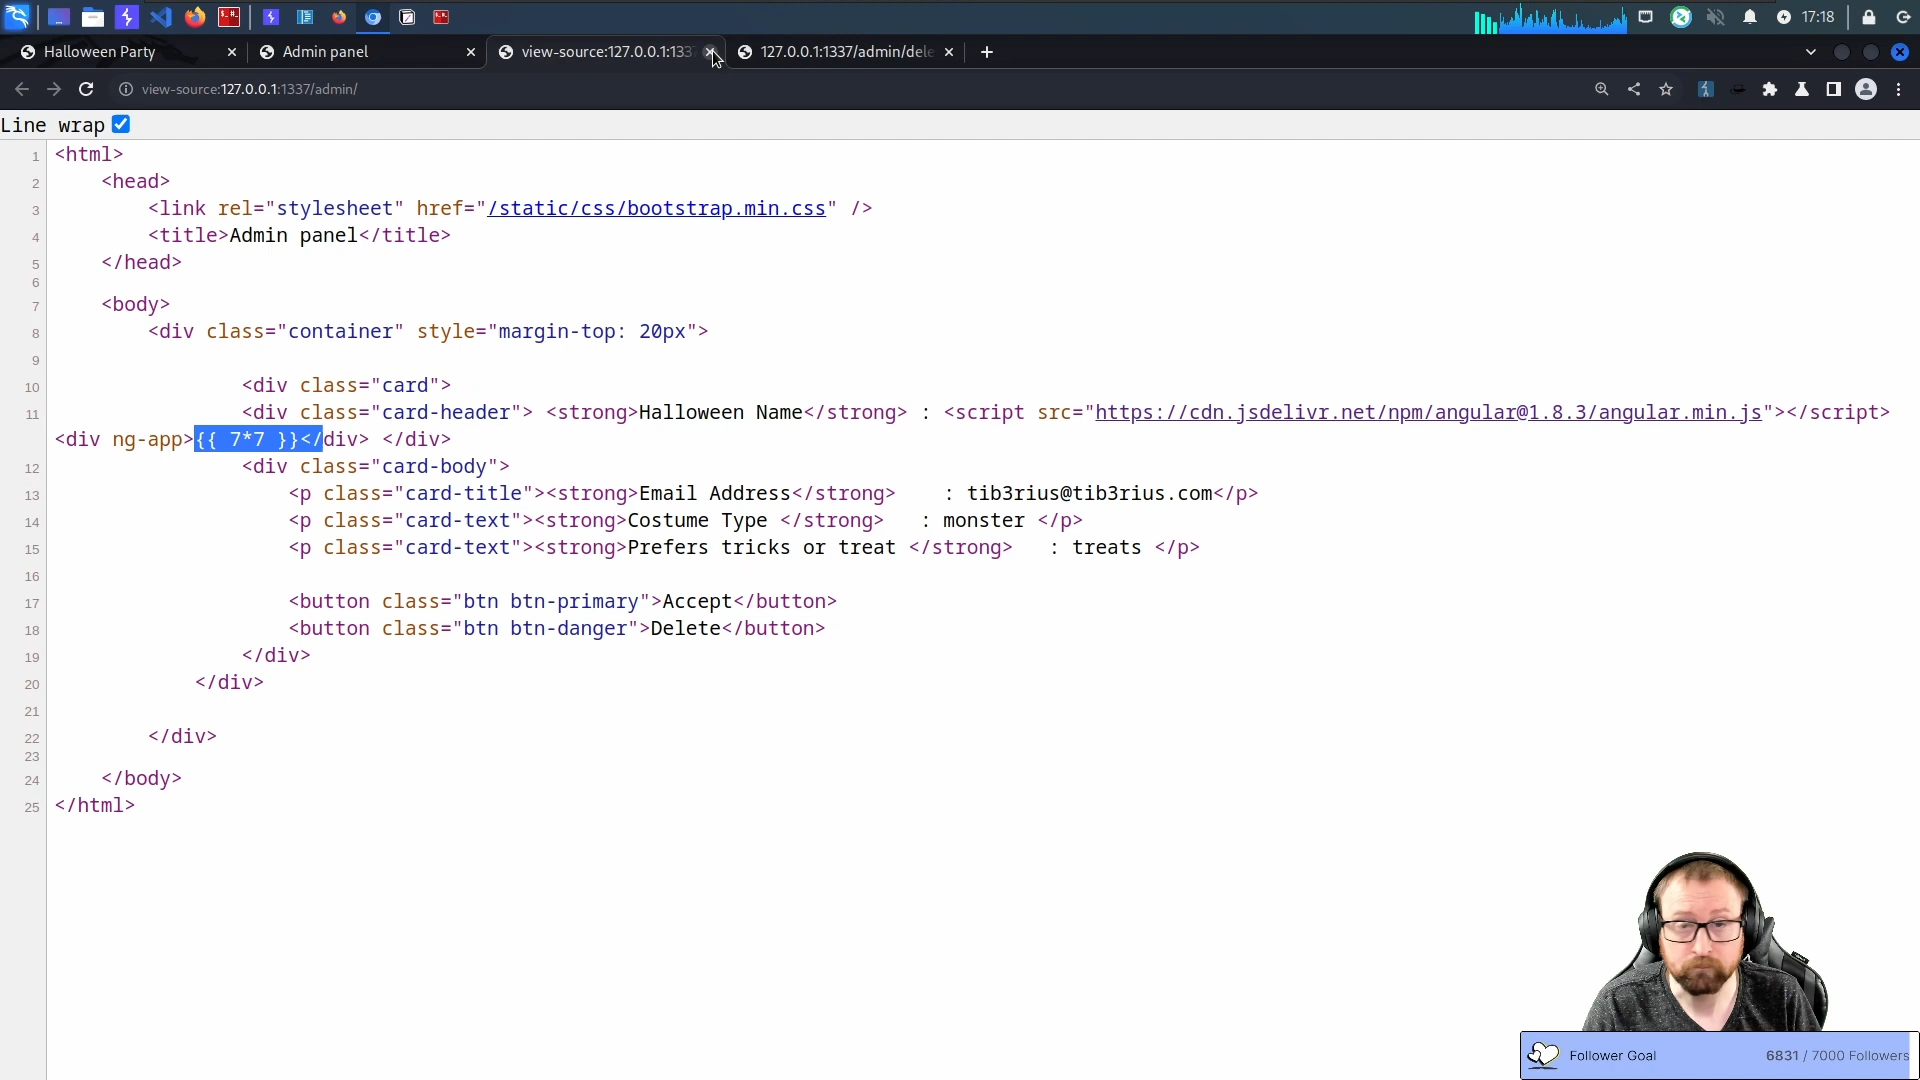 17:18
Halloween Party
Admin panel
view-source:127.0.0.1:133
127.0.0.1:1337/admin/dele
view-source:127.0.0.1:1337/admin/
Line wrap
1 <html>
2 <head>
3 <link rel="stylesheet" href="/static/css/bootstrap.min.css" />
4 <title>Admin panel</title>
5 </head>
6
7 <body>
8 <div class="container" style="margin-top: 20px">
9
10 <div class="card">
11 <div class="card-header"> <strong>Halloween Name</strong> : <script src="https://cdn.jsdelivr.net/npm/angular@1.8.3/angular.min.js"></script>
<div ng-app>{{ 7*7 }}</div> </div>
12 <div class="card-body">
13 <p class="card-title"><strong>Email Address</strong> : tib3rius@tib3rius.com</p>
14 <p class="card-text"><strong>Costume Type </strong> : monster </p>
15 <p class="card-text"><strong>Prefers tricks or treat </strong> : treats </p>
16
17 <button class="btn btn-primary">Accept</button>
18 <button class="btn btn-danger">Delete</button>
19 </div>
20 </div>
21
22 </div>
23
24 </body>
25 </html>
Follower Goal 6831 / 7000 Followers